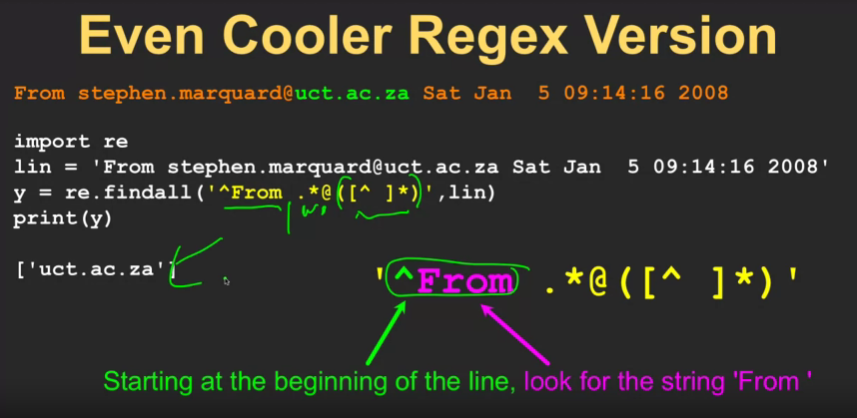 Even Cooler Regex Version
From stephen.marquard@uct.ac.za Sat Jan  5 09:14:16 2008
import re
lin = 'From stephen.marquard@uct.ac.za Sat Jan  5 09:14:16 2008'
y = re.findall('^From .*@([^ ]*)',lin)
print(y)
['uct.ac.za']
'^From .*@([^ ]*)'
Starting at the beginning of the line, look for the string 'From '